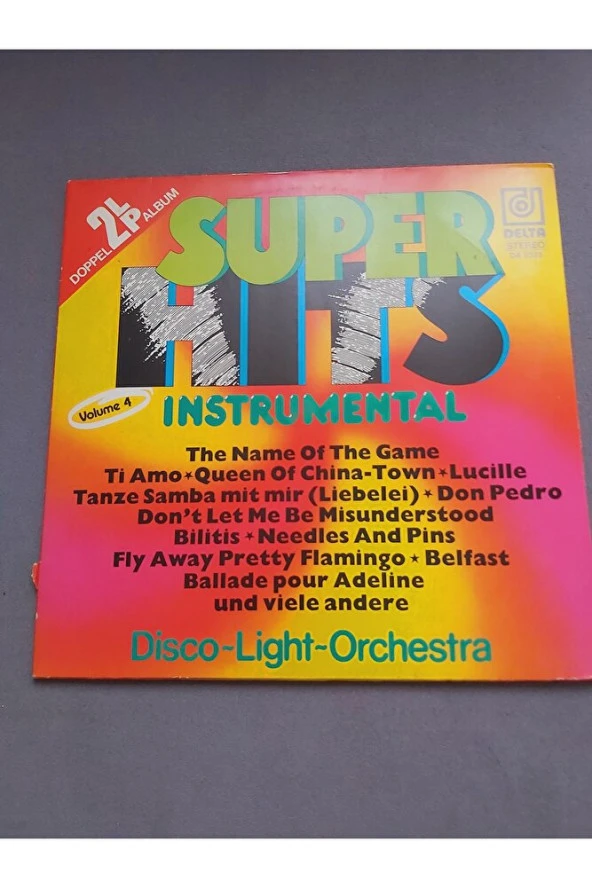 DOPPEL 2LP ALBUM
SUPER
HITS
DELTA
STEREO
Volume 4
INSTRUMENTAL
The Name Of The Game
Ti Amo*Queen Of China-Town*Lucille
Tanze Samba mit mir (Liebelei)*Don Pedro
Don't Let Me Be Misunderstood
Bilitis*Needles And Pins
Fly Away Pretty Flamingo*Belfast
Ballade pour Adeline
und viele andere
Disco-Light-Orchestra